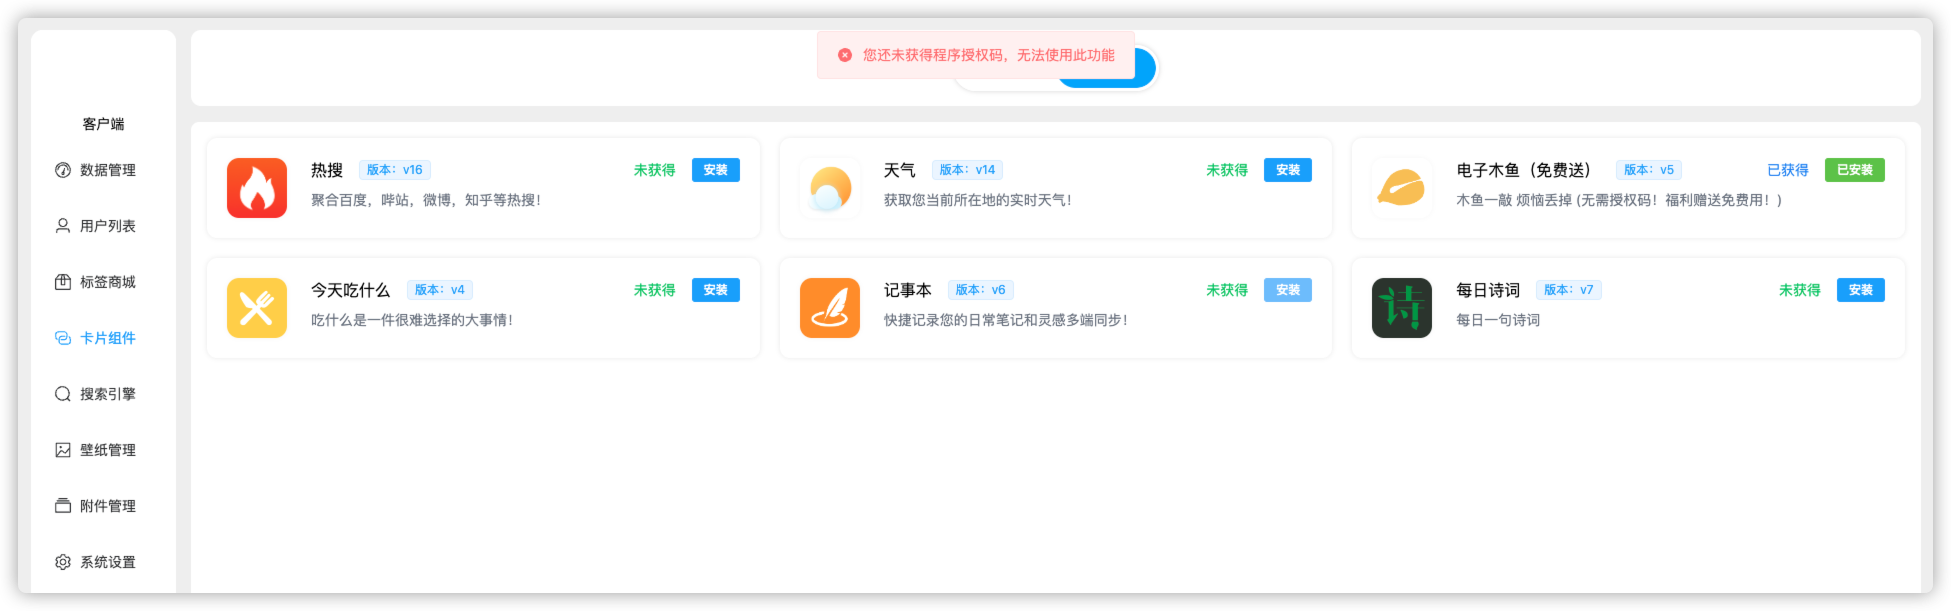 您还未获得程序授权码，无法使用此功能
客户端
数据管理
用户列表
标签商城
卡片组件
搜索引擎
壁纸管理
附件管理
系统设置
热搜 版本：v16 未获得 安装
聚合百度，哔站，微博，知乎等热搜！
天气 版本：v14 未获得 安装
获取您当前所在地的实时天气！
电子木鱼（免费送） 版本：v5 已获得 已安装
木鱼一敲 烦恼丢掉 (无需授权码！福利赠送免费用！)
今天吃什么 版本：v4 未获得 安装
吃什么是一件很难选择的大事情！
记事本 版本：v6 未获得 安装
快捷记录您的日常笔记和灵感多端同步！
诗
每日诗词 版本：v7 未获得 安装
每日一句诗词